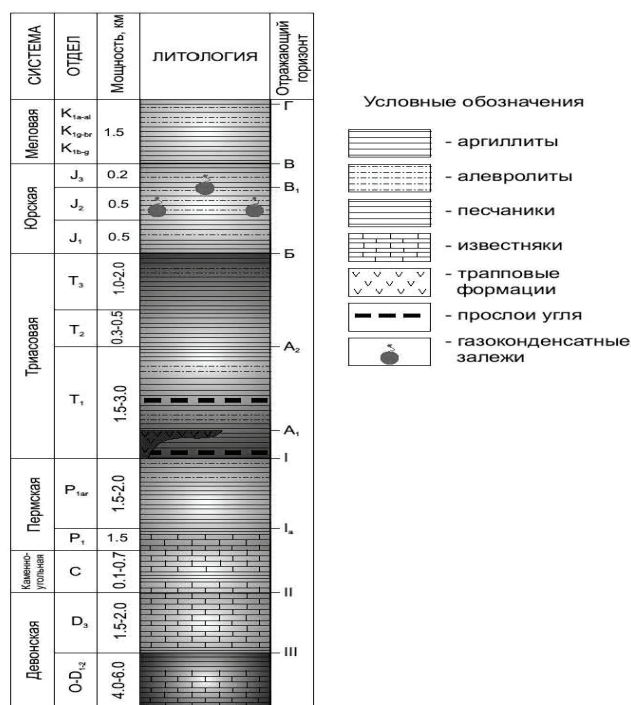 СИСТЕМА
ОТДЕЛ
Мощность, км
ЛИТОЛОГИЯ
Отражающий горизонт
Меловая
K1a-al
K1g-br
K1b-g
1.5
Г
Юрская
J3
0.2
В
J2
0.5
В1
J1
0.5
Триасовая
T3
1.0-2.0
Б
T2
0.3-0.5
T1
1.5-3.0
А2
А1
Пермская
P1ar
1.5-2.0
I
P1
1.5
Iа
Каменно-
угольная
C
0.1-0.7
Девонская
D3
1.5-2.0
II
O-D1-2
4.0-6.0
III
Условные обозначения
- аргиллиты
- алевролиты
- песчаники
- известняки
- трапповые
формации
- прослои угля
- газоконденсатные
залежи